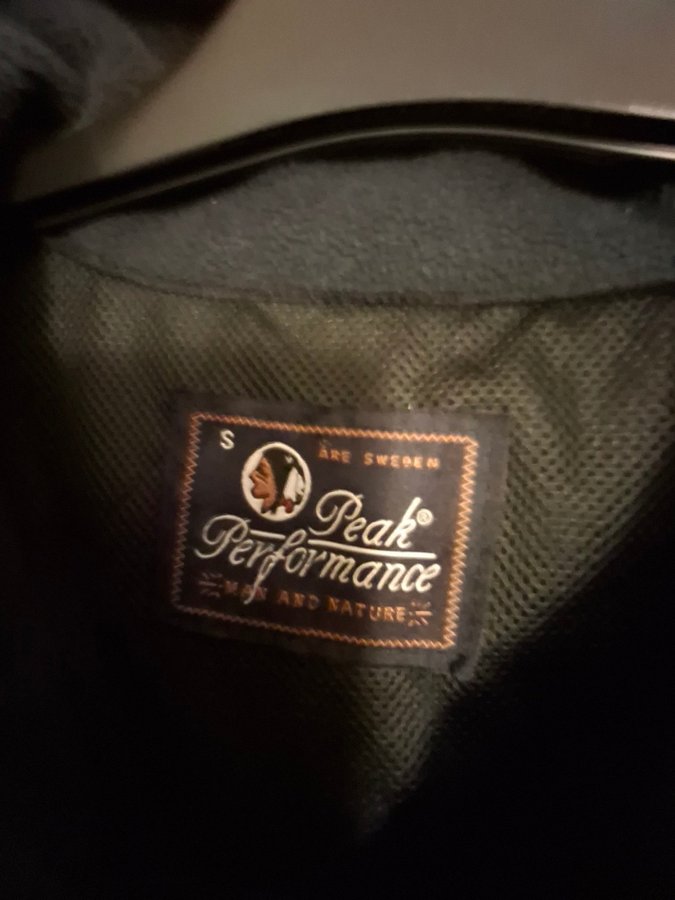 S
ÅRE SWEDEN
Peak®
Performance
MAN AND NATURE